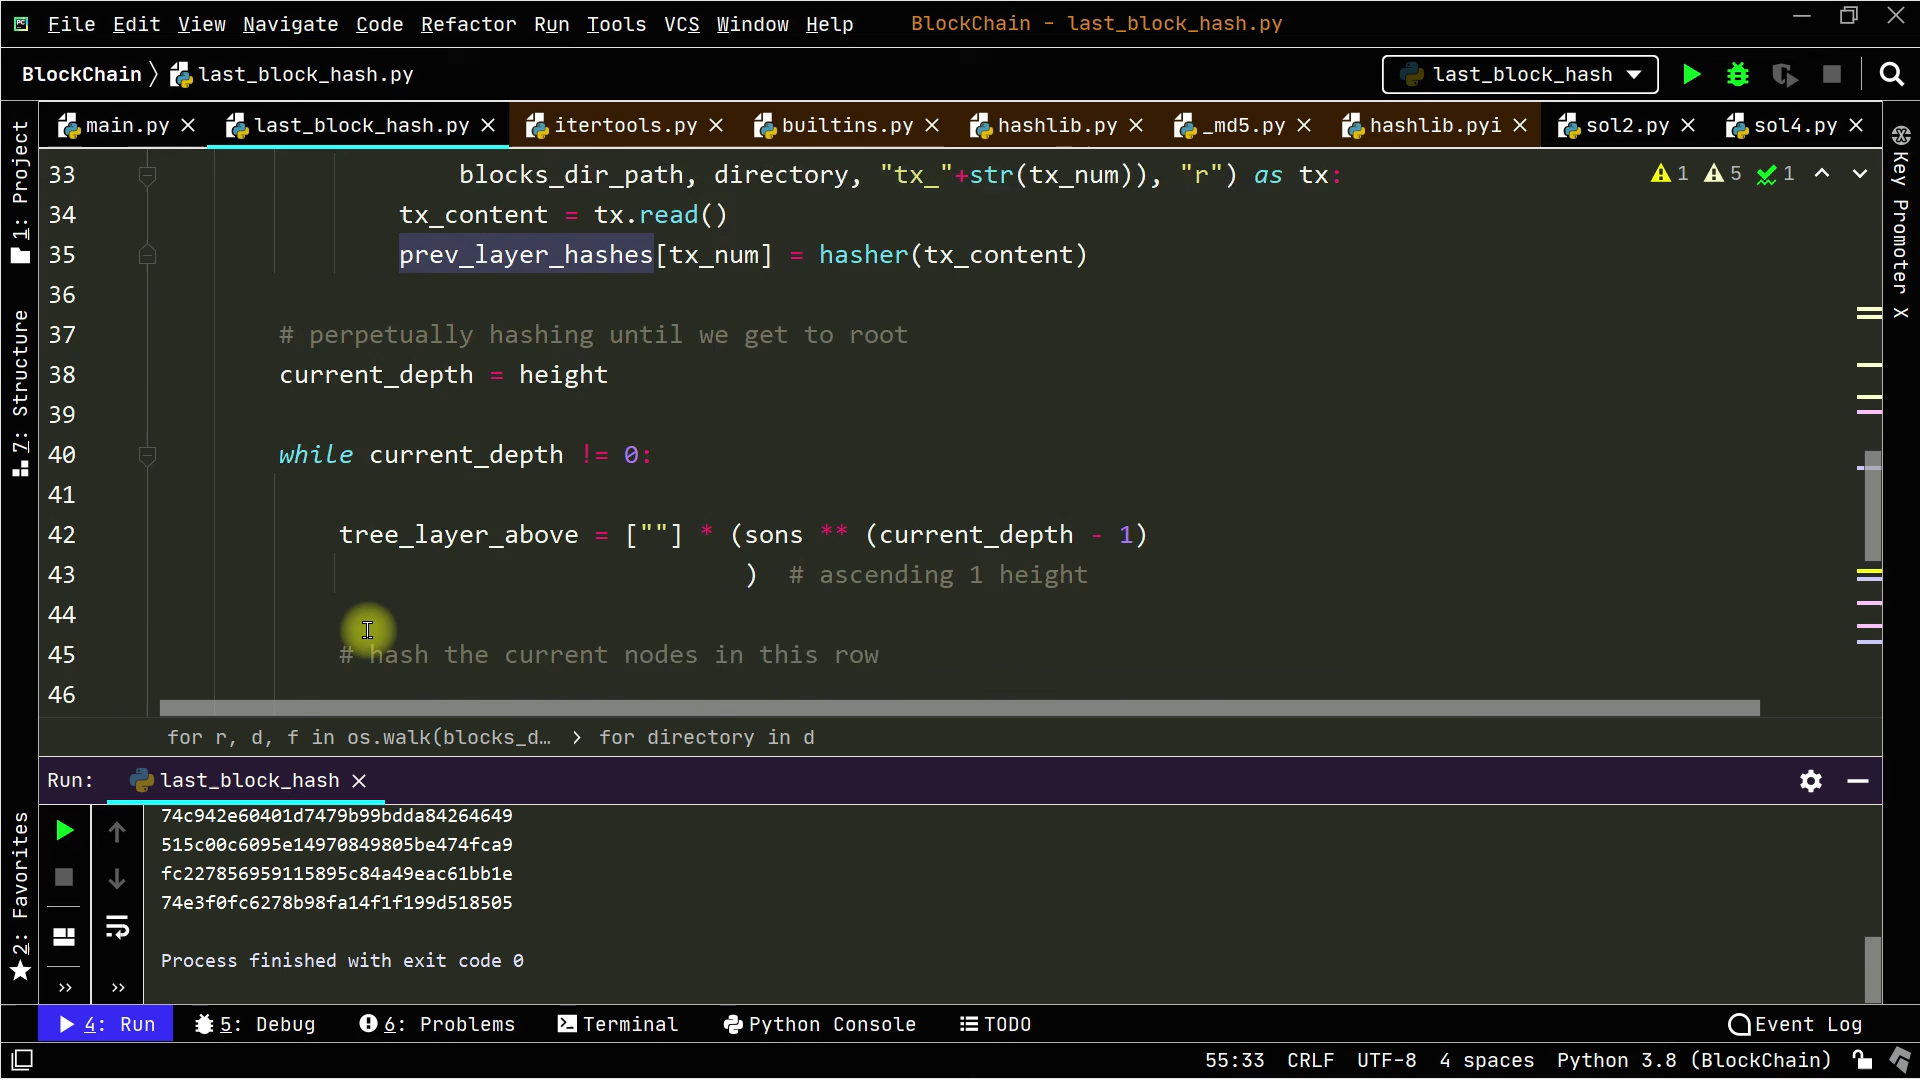 File Edit View Navigate Code Refactor Run Tools VCS Window Help BlockChain - last_block_hash.py
BlockChain last_block_hash.py last_block_hash
main.py last_block_hash.py itertools.py builtins.py hashlib.py _md5.py hashlib.pyi sol2.py sol4.py
33 blocks_dir_path, directory, "tx_"+str(tx_num)), "r") as tx: 1 5 1
34 tx_content = tx.read()
35 prev_layer_hashes[tx_num] = hasher(tx_content)
36
37 # perpetually hashing until we get to root
38 current_depth = height
39
40 while current_depth != 0:
41
42 tree_layer_above = [""] * (sons ** (current_depth - 1)
43 ) # ascending 1 height
44
45 # hash the current nodes in this row
46
for r, d, f in os.walk(blocks_d... > for directory in d
1: Project
7: Structure
2: Favorites
Key Promoter X
Run: last_block_hash
74c942e60401d7479b99bdda84264649
515c00c6095e14970849805be474fca9
fc227856959115895c84a49eac61bb1e
74e3f0fc6278b98fa14f1f199d518505
Process finished with exit code 0
4: Run 5: Debug 6: Problems Terminal Python Console TODO Event Log
55:33 CRLF UTF-8 4 spaces Python 3.8 (BlockChain)